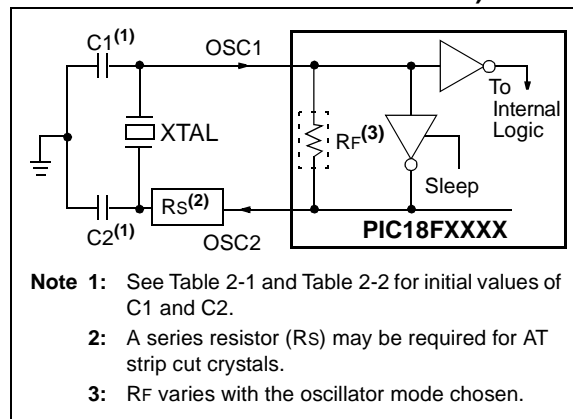 C1(1)
OSC1
To
Internal
Logic
XTAL
RF(3)
Sleep
C2(1)
RS(2)
OSC2
PIC18FXXXX
Note 1: See Table 2-1 and Table 2-2 for initial values of
C1 and C2.
2: A series resistor (RS) may be required for AT
strip cut crystals.
3: RF varies with the oscillator mode chosen.